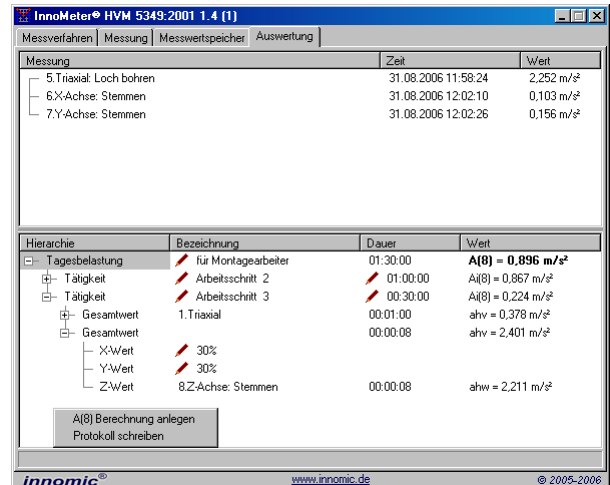 InnoMeter® HVM 5349:2001 1.4 (1)
Messverfahren Messung Messwertspeicher Auswertung
Messung Zeit Wert
5.Triaxial: Loch bohren 31.08.2006 11:58:24 2,252 m/s²
6.X-Achse: Stemmen 31.08.2006 12:02:10 0,103 m/s²
7.Y-Achse: Stemmen 31.08.2006 12:02:26 0,156 m/s²
Hierarchie Bezeichnung Dauer Wert
Tagesbelastung für Montagearbeiter 01:30:00 A(8) = 0,896 m/s²
Tätigkeit Arbeitsschritt 2 01:00:00 Ai(8) = 0,867 m/s²
Tätigkeit Arbeitsschritt 3 00:30:00 Ai(8) = 0,224 m/s²
Gesamtwert 1.Triaxial 00:01:00 ahv = 0,378 m/s²
Gesamtwert 00:00:08 ahv = 2,401 m/s²
X-Wert 30%
Y-Wert 30%
Z-Wert 8.Z-Achse: Stemmen 00:00:08 ahw = 2,211 m/s²
A(8) Berechnung anlegen
Protokoll schreiben
innomic® www.innomic.de © 2005-2006